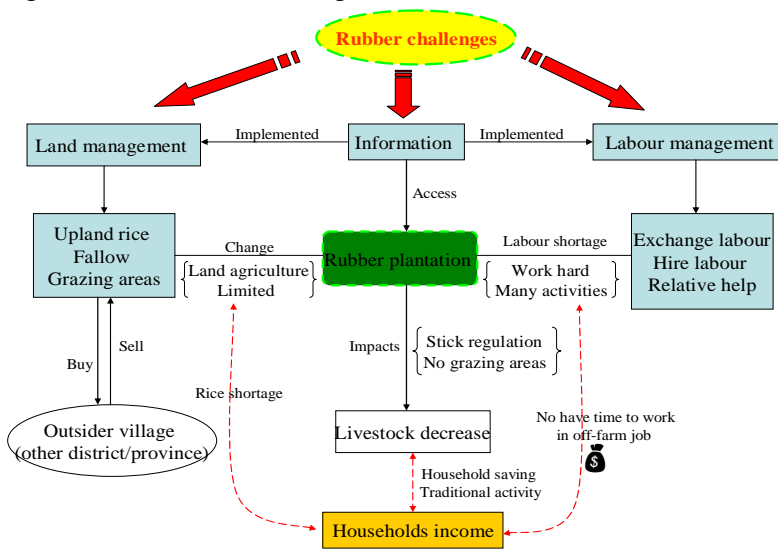 Rubber challenges
Land management
Implemented
Information
Implemented
Labour management
Access
Upland rice
Fallow
Grazing areas
Change
Land agriculture
Limited
Rubber plantation
Labour shortage
Work hard
Many activities
Exchange labour
Hire labour
Relative help
Buy
Sell
Impacts
Stick regulation
No grazing areas
Rice shortage
Outsider village
(other district/province)
Livestock decrease
No have time to work
in off-farm job
$
Household saving
Traditional activity
Households income